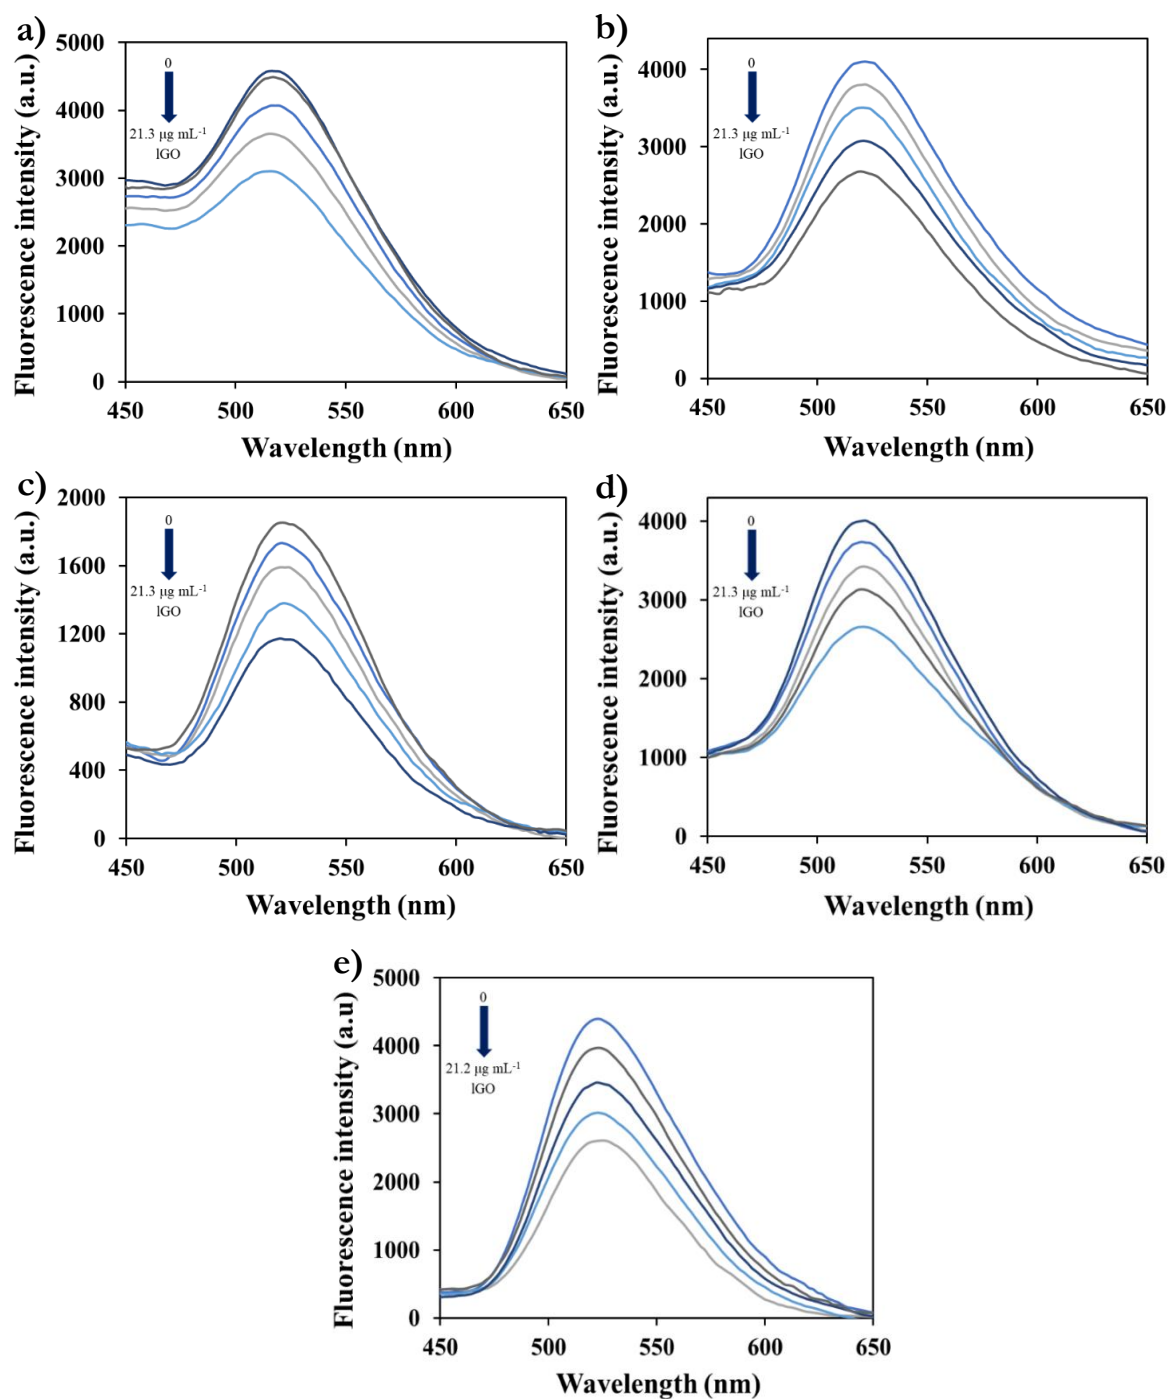 a)
5000
4000
3000
2000
1000
0
450 500 550 600 650
Fluorescence intensity (a.u.)
Wavelength (nm)
0
21.3 μg mL-1
lGO
b)
4000
3000
2000
1000
0
450 500 550 600 650
Fluorescence intensity (a.u.)
Wavelength (nm)
0
21.3 μg mL-1
lGO
c)
2000
1600
1200
800
400
0
450 500 550 600 650
Fluorescence intensity (a.u.)
Wavelength (nm)
0
21.3 μg mL-1
lGO
d)
4000
3000
2000
1000
0
450 500 550 600 650
Fluorescence intensity (a.u.)
Wavelength (nm)
0
21.3 μg mL-1
lGO
e)
5000
4000
3000
2000
1000
0
450 500 550 600 650
Fluorescence intensity (a.u)
Wavelength (nm)
0
21.2 μg mL-1
lGO